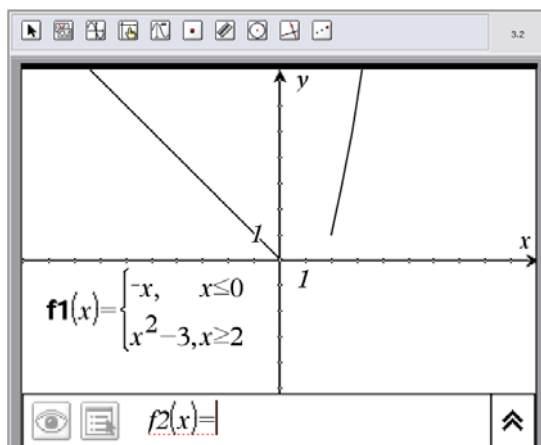 3.2
y
1
x
1
f1(x)={⁻x, x≤0
x²−3,x≥2
f2(x)=